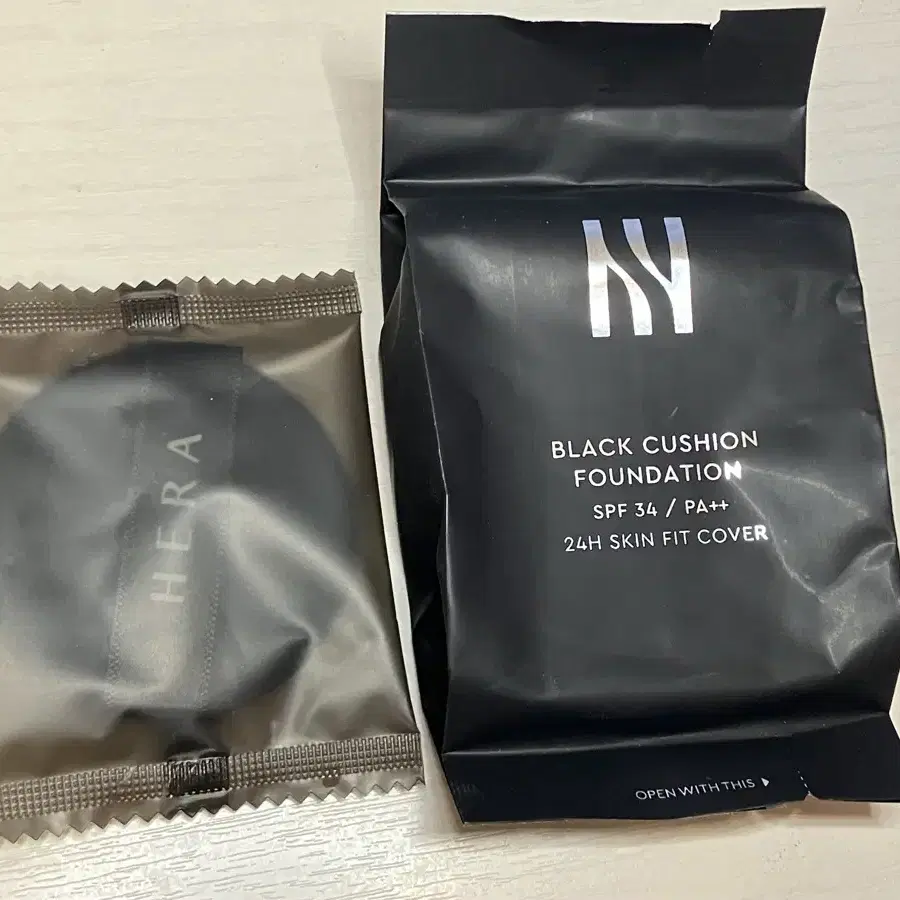 HERA
BLACK CUSHION
FOUNDATION
SPF 34 / PA++
24H SKIN FIT COVER
OPEN WITH THIS